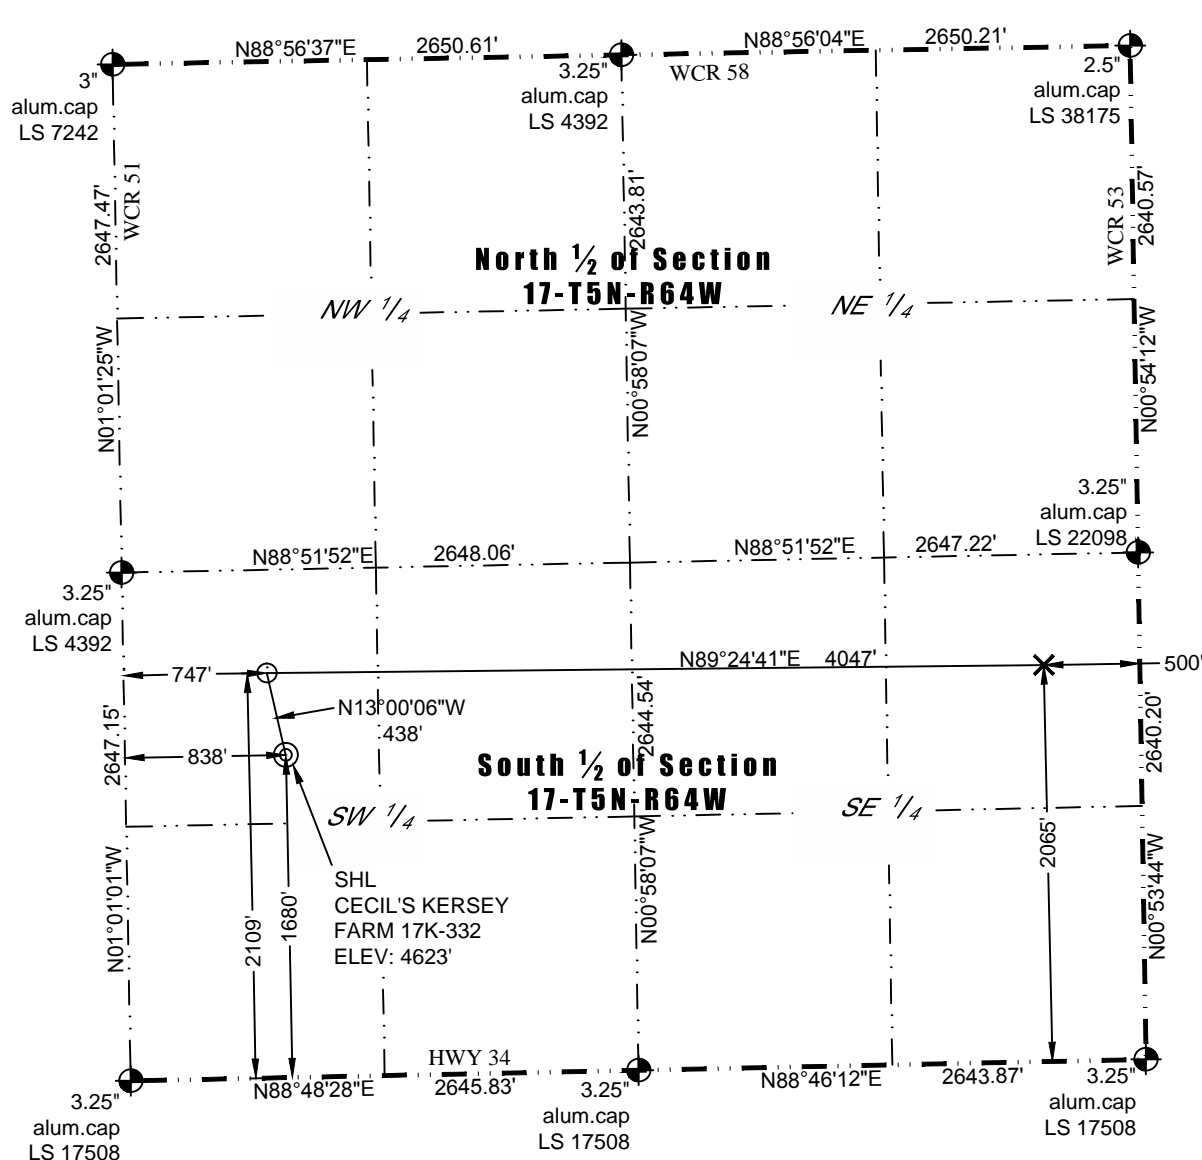 N88°56'37"E 2650.61'
N88°56'04"E 2650.21'
WCR 58
3"
alum.cap
LS 7242
3.25"
alum.cap
LS 4392
2.5"
alum.cap
LS 38175
2647.47'
WCR 51
2643.81'
WCR 53
2640.57'
North ½ of Section
17-T5N-R64W
NW 1/4
NE 1/4
N01°01'25"W
N00°58'07"W
N00°54'12"W
3.25"
alum.cap
LS 22098
N88°51'52"E 2648.06'
N88°51'52"E 2647.22'
3.25"
alum.cap
LS 4392
747'
N89°24'41"E 4047'
500'
N13°00'06"W
438'
2647.15'
838'
2644.54'
2640.20'
South ½ of Section
17-T5N-R64W
SW 1/4
SE 1/4
N01°01'01"W
2109'
1680'
SHL
CECIL'S KERSEY
FARM 17K-332
ELEV: 4623'
N00°58'07"W
2065'
N00°53'44"W
HWY 34
N88°48'28"E 2645.83'
N88°46'12"E 2643.87'
3.25"
alum.cap
LS 17508
3.25"
alum.cap
LS 17508
3.25"
alum.cap
LS 17508